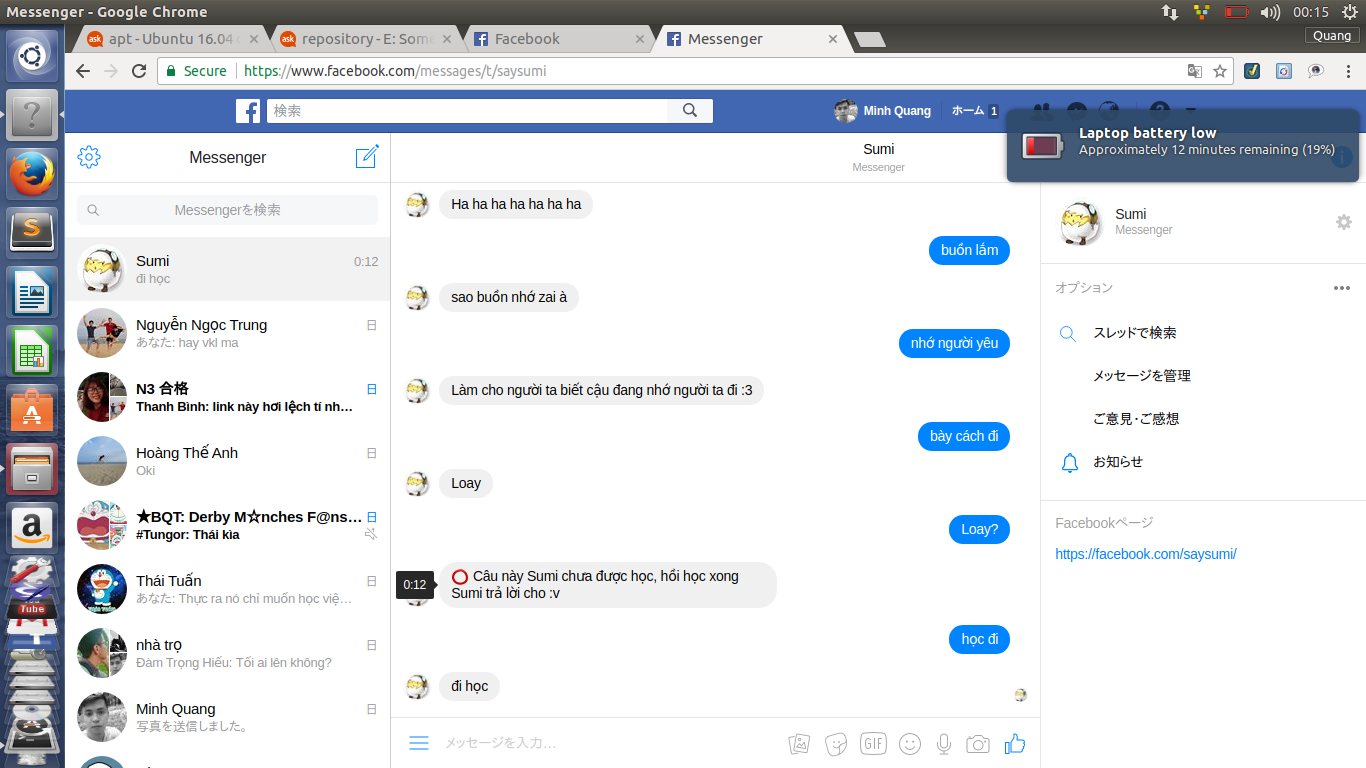 Messenger - Google Chrome
00:15
Quang
apt - Ubuntu 16.04
repository - E: Some
Facebook
Messenger
Secure
https://www.facebook.com/messages/t/saysumi
検索
Minh Quang
ホーム 1
Laptop battery low
Approximately 12 minutes remaining (19%)
Messenger
Messengerを検索
Sumi
0:12
đi học
Nguyễn Ngọc Trung
日
あなた: hay vkl ma
N3 合格
日
Thanh Bình: link này hơi lệch tí nh…
Hoàng Thế Anh
日
Oki
★BQT: Derby M☆nches F@ns…
日
#Tungor: Thái kìa
Thái Tuấn
日
あなた: Thực ra nó chỉ muốn học việ…
nhà trọ
日
Đàm Trọng Hiếu: Tối ai lên không?
Minh Quang
日
写真を送信しました。
Sumi
Messenger
Ha ha ha ha ha ha ha
buồn lắm
sao buồn nhớ zai à
nhớ người yêu
Làm cho người ta biết cậu đang nhớ người ta đi :3
bày cách đi
Loay
Loay?
0:12
⭕ Câu này Sumi chưa được học, hồi học xong
Sumi trả lời cho :v
học đi
đi học
メッセージを入力...
GIF
Sumi
Messenger
オプション
スレッドで検索
メッセージを管理
ご意見・ご感想
お知らせ
Facebookページ
https://facebook.com/saysumi/
You
Tube